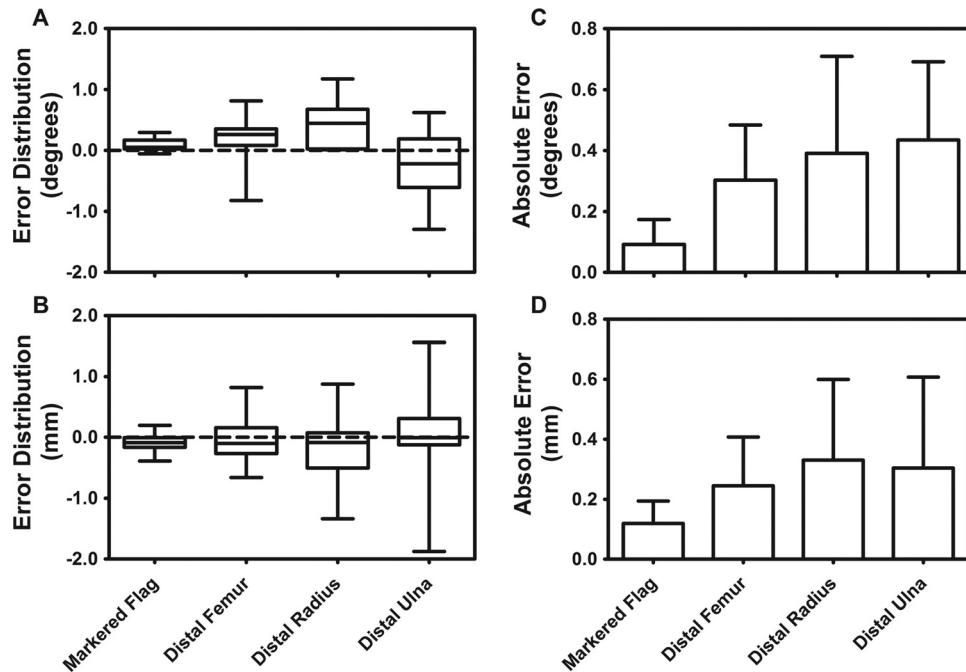 A
Error Distribution
(degrees)
2.0
1.0
0.0
-1.0
-2.0
B
Error Distribution
(mm)
2.0
1.0
0.0
-1.0
-2.0
Markered Flag
Distal Femur
Distal Radius
Distal Ulna
C
Absolute Error
(degrees)
0.8
0.6
0.4
0.2
0.0
D
Absolute Error
(mm)
0.8
0.6
0.4
0.2
0.0
Markered Flag
Distal Femur
Distal Radius
Distal Ulna